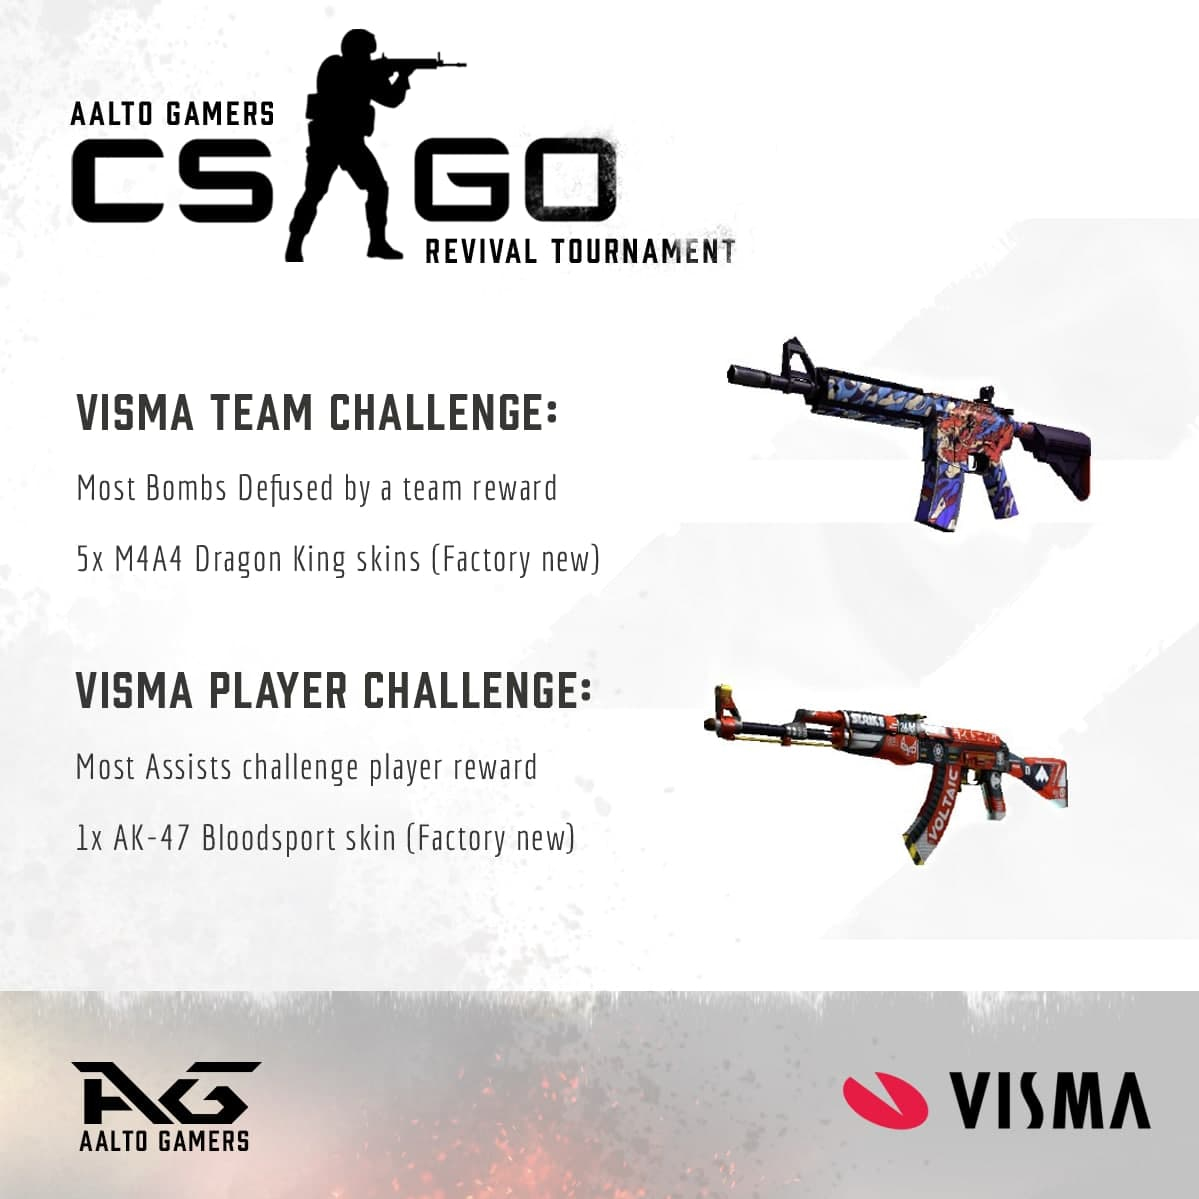 AALTO GAMERS
CS GO
REVIVAL TOURNAMENT
VISMA TEAM CHALLENGE:
Most Bombs Defused by a team reward
5x M4A4 Dragon King skins (Factory new)
VISMA PLAYER CHALLENGE:
Most Assists challenge player reward
1x AK-47 Bloodsport skin (Factory new)
VOLTAIC
AG
AALTO GAMERS
VISMA